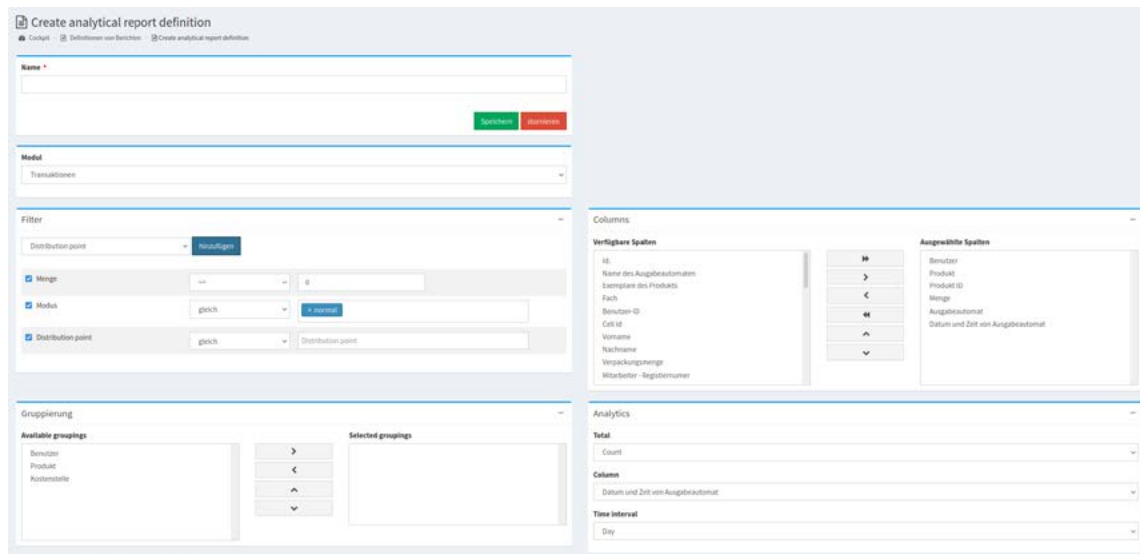 Create analytical report definition
Cockpit Definitionen von Berichten Create analytical report definition
Name *
Speichern stornieren
Modul
Transaktionen
Filter
Distribution point
hinzufügen
Menge
0
Modus
gleich
× normal
Distribution point
gleich
Distribution point
Columns
Verfügbare Spalten
Id.
Name des Ausgabeautomaten
Exemplare des Produkts
Fach
Benutzer-ID
Cell Id
Vorname
Nachname
Verpackungsmenge
Mitarbeiter - Registiernumer
Ausgewählte Spalten
Benutzer
Produkt
Produkt ID
Menge
Ausgabeautomat
Datum und Zeit von Ausgabeautomat
Gruppierung
Available groupings
Benutzer
Produkt
Kostenstelle
Selected groupings
Analytics
Total
Count
Column
Datum und Zeit von Ausgabeautomat
Time interval
Day